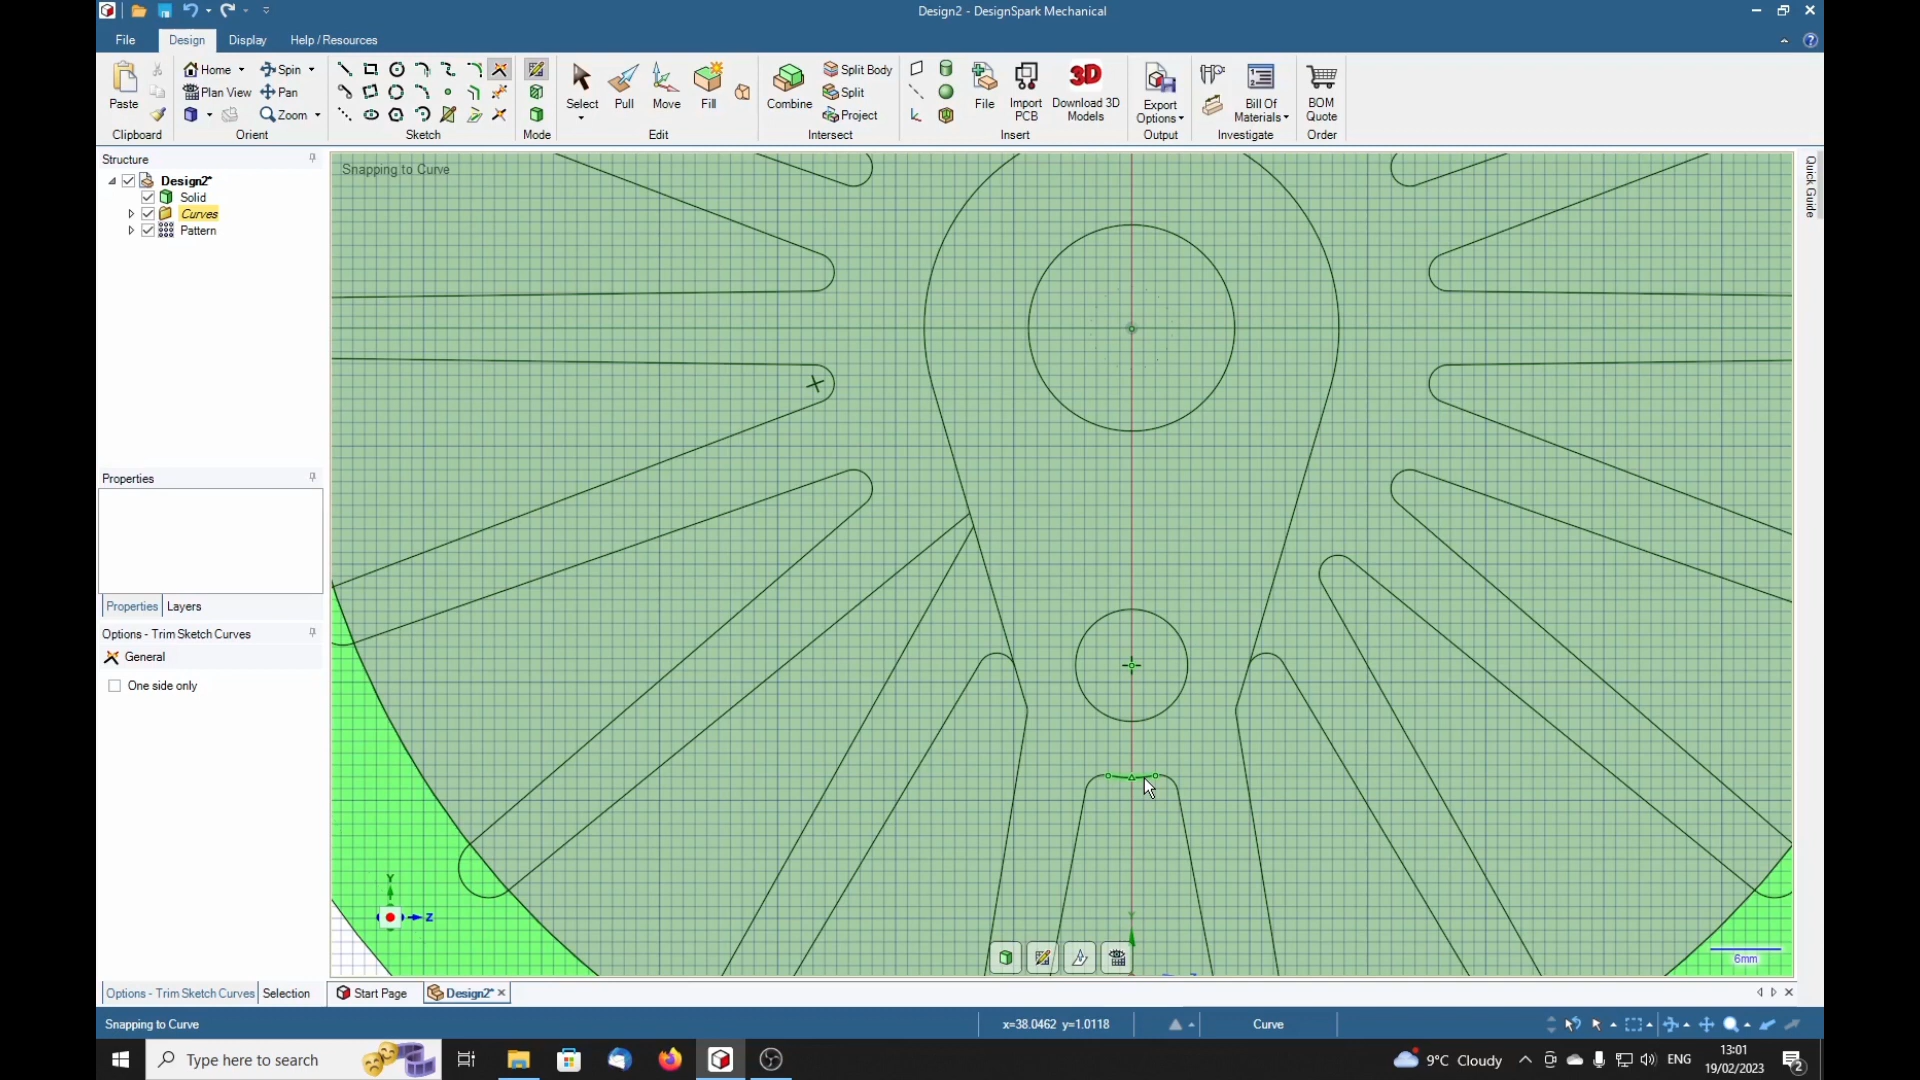 Design2 - DesignSpark Mechanical
File Design Display Help / Resources
Paste Home Spin Select Pull Move Fill Combine Split Body File Import PCB Download 3D Models Export Options Bill Of Materials BOM Quote
Plan View Pan Split
Zoom Project
Clipboard Orient Sketch Mode Edit Intersect Insert Output Investigate Order
3D
Structure
Design2*
Solid
Curves
Pattern
Snapping to Curve
Quick Guide
Properties
Properties Layers
Options - Trim Sketch Curves
General
One side only
Y
Z
Y
Z
6mm
Options - Trim Sketch Curves Selection Start Page Design2*
Snapping to Curve x=38.0462 y=1.0118 Curve
Type here to search 9°C Cloudy ENG 13:01
19/02/2023
2